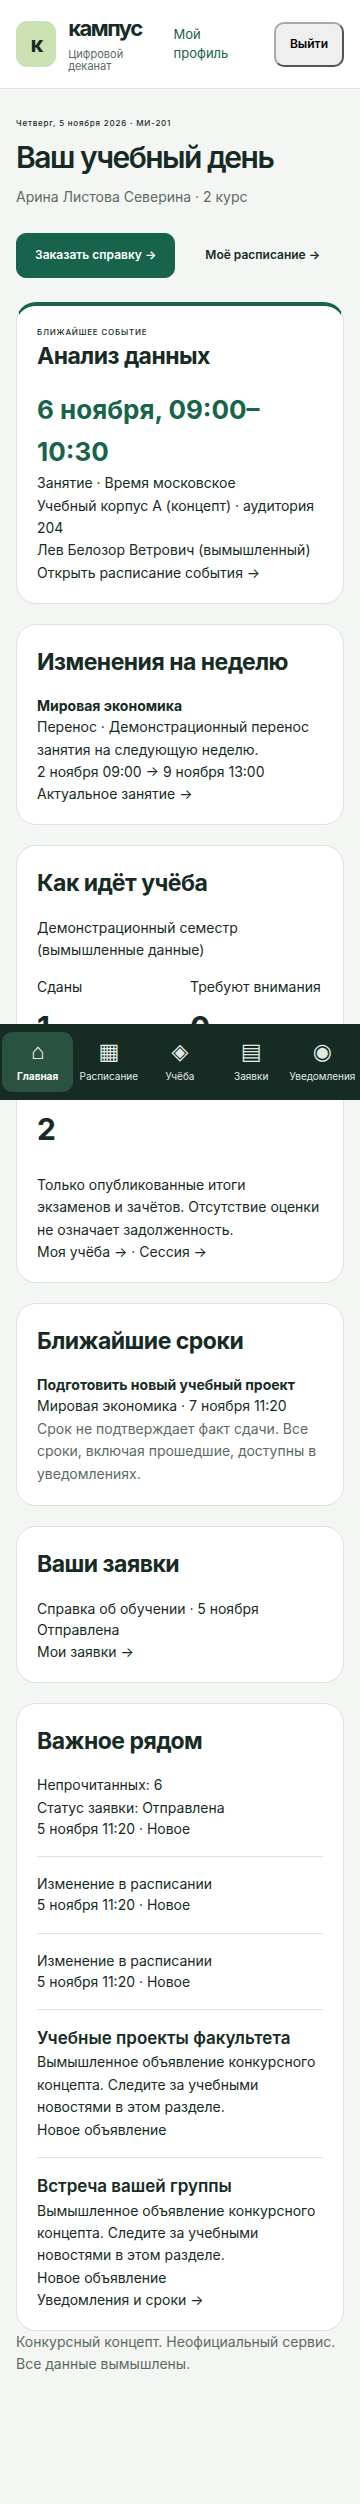 к
кампус
Цифровой
деканат
Мой
профиль
Выйти
Четверг, 5 ноября 2026 · МИ-201
Ваш учебный день
Арина Листова Северина · 2 курс
Заказать справку →
Моё расписание →
БЛИЖАЙШЕЕ СОБЫТИЕ
Анализ данных
6 ноября, 09:00–
10:30
Занятие · Время московское
Учебный корпус А (концепт) · аудитория
204
Лев Белозор Ветрович (вымышленный)
Открыть расписание события →
Изменения на неделю
Мировая экономика
Перенос · Демонстрационный перенос
занятия на следующую неделю.
2 ноября 09:00 → 9 ноября 13:00
Актуальное занятие →
Как идёт учёба
Демонстрационный семестр
(вымышленные данные)
Сданы
Требуют внимания
Главная
Расписание
Учёба
Заявки
Уведомления
2
Только опубликованные итоги
экзаменов и зачётов. Отсутствие оценки
не означает задолженность.
Моя учёба → · Сессия →
Ближайшие сроки
Подготовить новый учебный проект
Мировая экономика · 7 ноября 11:20
Срок не подтверждает факт сдачи. Все
сроки, включая прошедшие, доступны в
уведомлениях.
Ваши заявки
Справка об обучении · 5 ноября
Отправлена
Мои заявки →
Важное рядом
Непрочитанных: 6
Статус заявки: Отправлена
5 ноября 11:20 · Новое
Изменение в расписании
5 ноября 11:20 · Новое
Изменение в расписании
5 ноября 11:20 · Новое
Учебные проекты факультета
Вымышленное объявление конкурсного
концепта. Следите за учебными
новостями в этом разделе.
Новое объявление
Встреча вашей группы
Вымышленное объявление конкурсного
концепта. Следите за учебными
новостями в этом разделе.
Новое объявление
Уведомления и сроки →
Конкурсный концепт. Неофициальный сервис.
Все данные вымышлены.